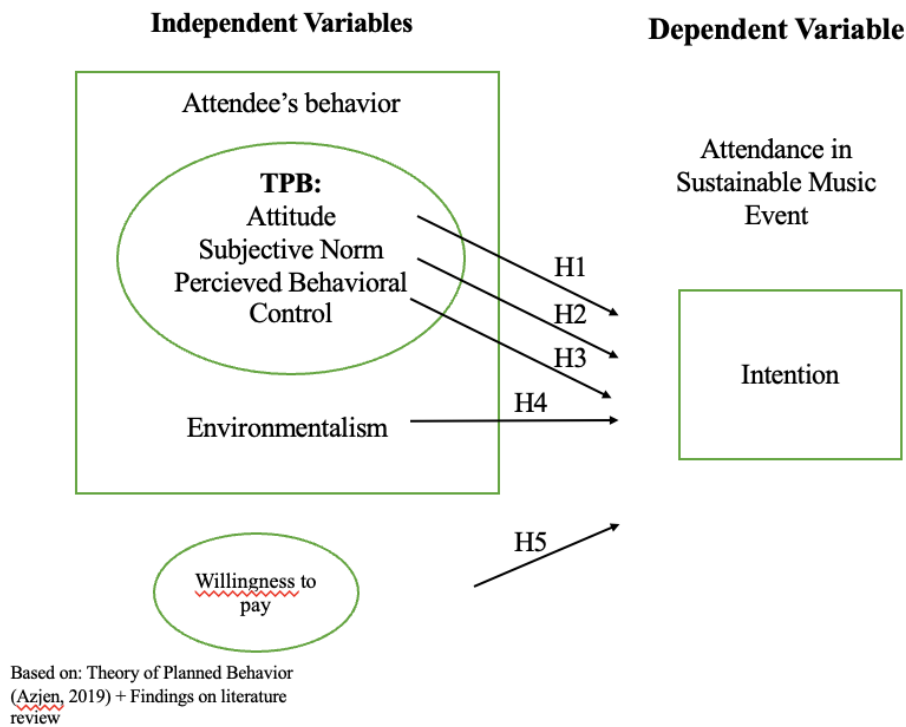 Independent Variables
Dependent Variable
Attendee's behavior
TPB:
Attitude
Subjective Norm
Percieved Behavioral
Control
Environmentalism
H1
H2
H3
H4
H5
Attendance in
Sustainable Music
Event
Intention
Willingness to
pay
Based on: Theory of Planned Behavior
(Azjen, 2019) + Findings on literature
review